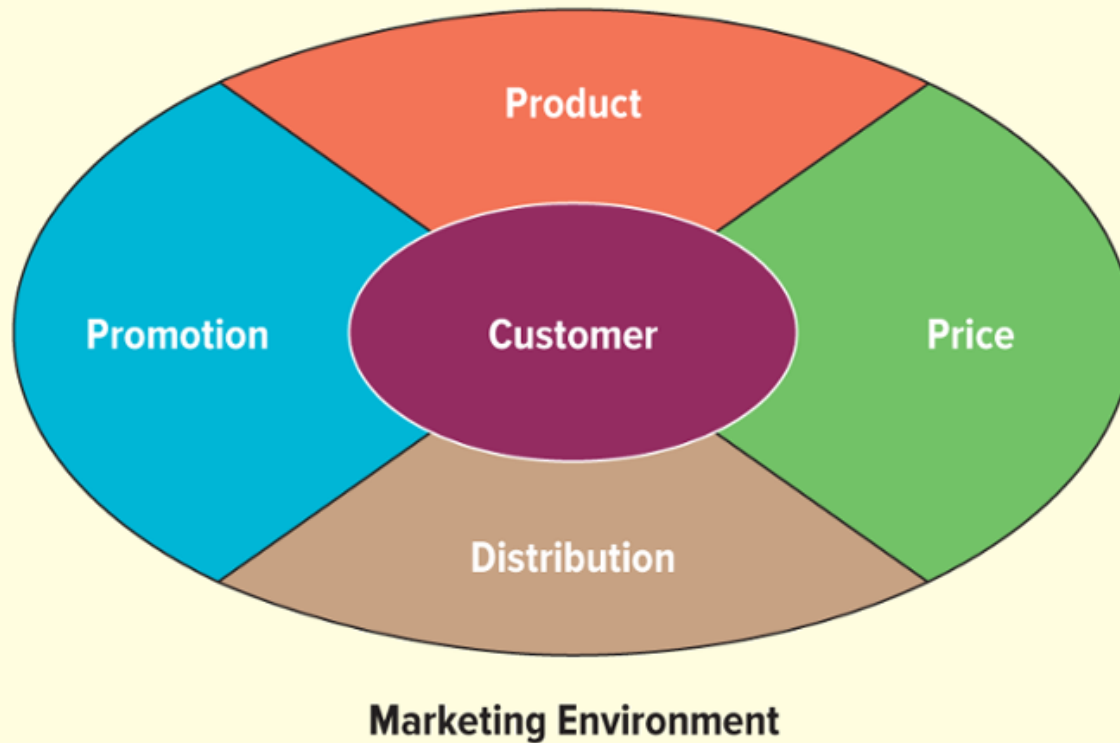 Product
Promotion
Customer
Price
Distribution
Marketing Environment